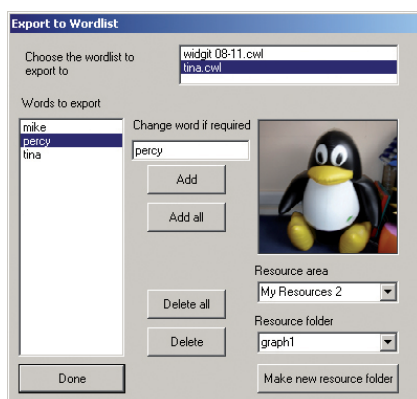 Export to Wordlist
Choose the wordlist to
export to
widgit 08-11.cwl
tina.cwl
Words to export
mike
percy
tina
Change word if required
percy
Add
Add all
Delete all
Delete
Resource area
My Resources 2
Resource folder
graph1
Done
Make new resource folder